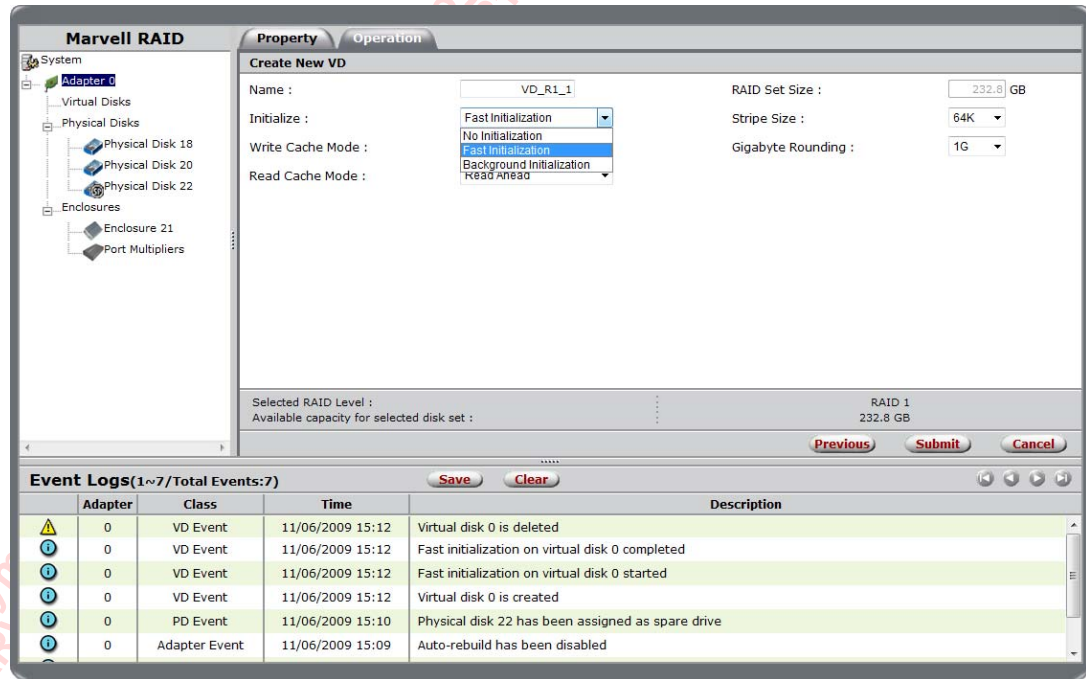 Marvell RAID
Property
Operation
System
Adapter 0
Virtual Disks
Physical Disks
Physical Disk 18
Physical Disk 20
Physical Disk 22
Enclosures
Enclosure 21
Port Multipliers
Create New VD
Name : VD_R1_1 RAID Set Size : 232.8 GB
Initialize : Fast Initialization Stripe Size : 64K
No Initialization
Write Cache Mode : Fast Initialization Gigabyte Rounding : 1G
Background Initialization
Read Cache Mode : Read Ahead
Selected RAID Level : RAID 1
Available capacity for selected disk set : 232.8 GB
Previous Submit Cancel
Event Logs(1~7/Total Events:7) Save Clear
Adapter Class Time Description
0 VD Event 11/06/2009 15:12 Virtual disk 0 is deleted
0 VD Event 11/06/2009 15:12 Fast initialization on virtual disk 0 completed
0 VD Event 11/06/2009 15:12 Fast initialization on virtual disk 0 started
0 VD Event 11/06/2009 15:12 Virtual disk 0 is created
0 PD Event 11/06/2009 15:10 Physical disk 22 has been assigned as spare drive
0 Adapter Event 11/06/2009 15:09 Auto-rebuild has been disabled